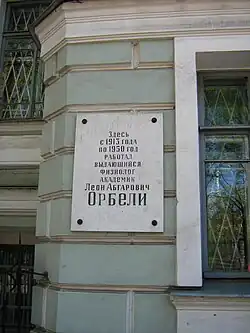 Здесь
с 1913 года
по 1950 год
работал
выдающийся
физиолог
академик
Леон Абгарович
Орбели